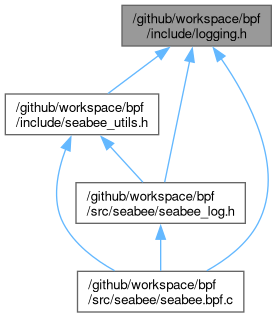 /github/workspace/bpf
/include/logging.h
/github/workspace/bpf
/include/seabee_utils.h
/github/workspace/bpf
/src/seabee/seabee_log.h
/github/workspace/bpf
/src/seabee/seabee.bpf.c